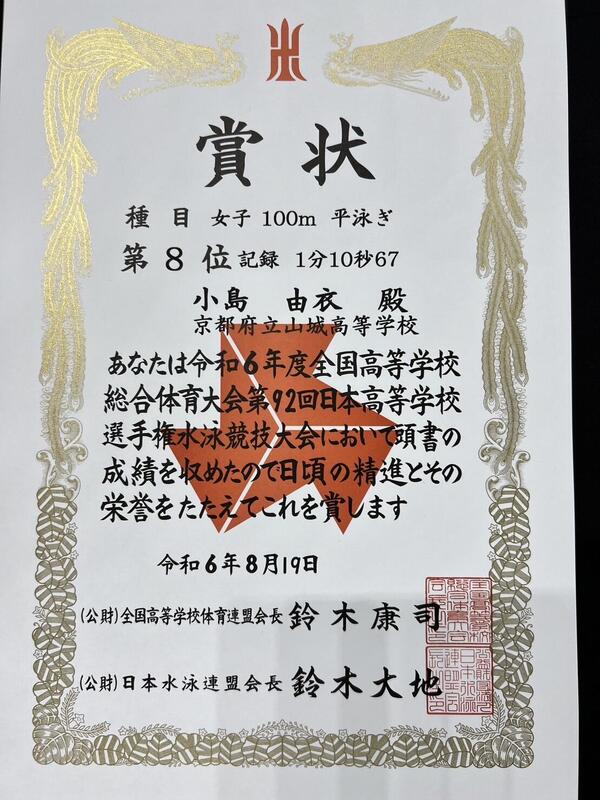 賞状
種目 女子 100m 平泳ぎ
第8位 記録 1分10秒67
小島 由衣 殿
京都府立山城高等学校
あなたは令和6年度全国高等学校
総合体育大会第92回日本高等学校
選手権水泳競技大会において頭書の
成績を収めたので日頃の精進とその
栄誉をたたえてこれを賞します
令和6年8月19日
(公財)全国高等学校体育連盟会長 鈴木康司
(公財)日本水泳連盟会長 鈴木大地